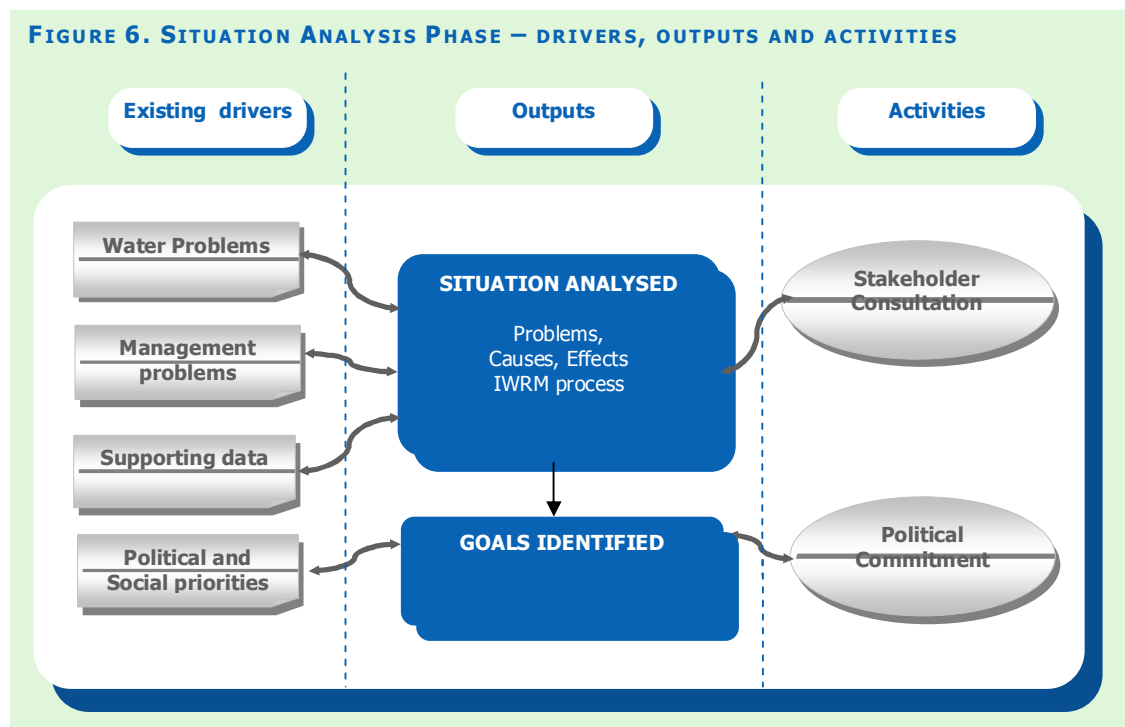 FIGURE 6. SITUATION ANALYSIS PHASE – DRIVERS, OUTPUTS AND ACTIVITIES
Existing drivers
Outputs
Activities
Water Problems
Management
problems
Supporting data
Political and
Social priorities
SITUATION ANALYSED
Problems,
Causes, Effects
IWRM process
GOALS IDENTIFIED
Stakeholder
Consultation
Political
Commitment